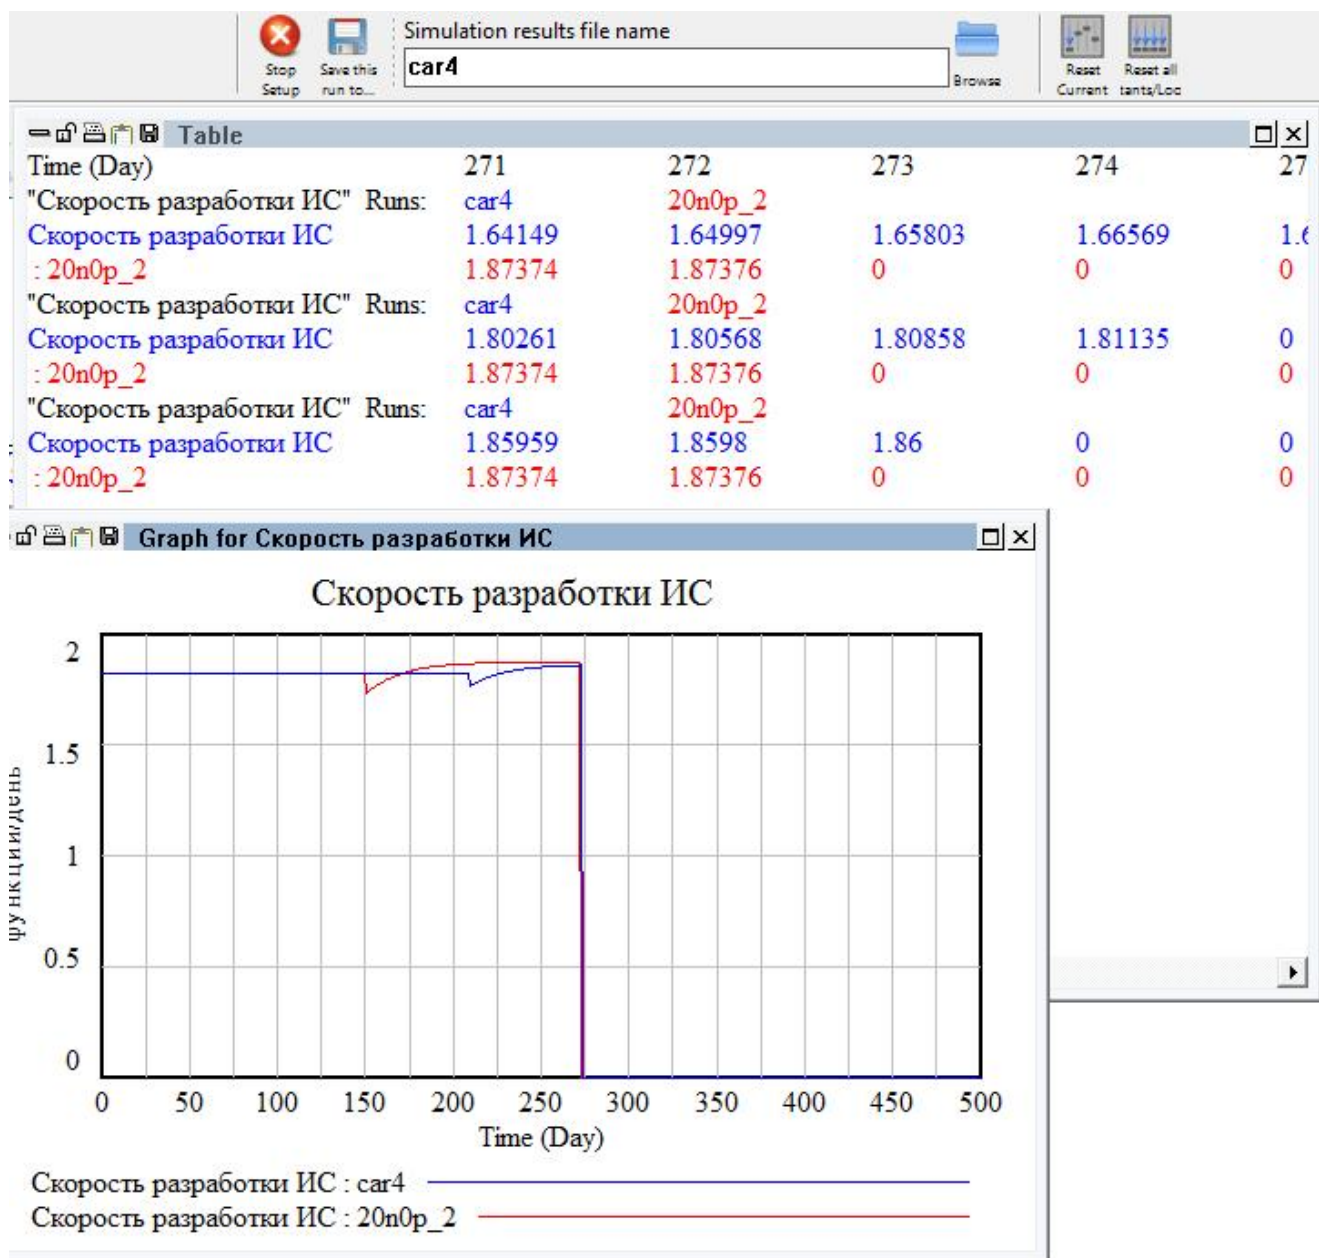 Simulation results file name
Stop Setup
Save this run to...
car4
Browse
Reset Current
Reset all tants/Loc
Table
Time (Day) 271 272 273 274 27
"Скорость разработки ИС" Runs: car4 20n0p_2
Скорость разработки ИС 1.64149 1.64997 1.65803 1.66569 1.6
: 20n0p_2 1.87374 1.87376 0 0 0
"Скорость разработки ИС" Runs: car4 20n0p_2
Скорость разработки ИС 1.80261 1.80568 1.80858 1.81135 0
: 20n0p_2 1.87374 1.87376 0 0 0
"Скорость разработки ИС" Runs: car4 20n0p_2
Скорость разработки ИС 1.85959 1.8598 1.86 0 0
: 20n0p_2 1.87374 1.87376 0 0 0
Graph for Скорость разработки ИС
Скорость разработки ИС
2
1.5
1
0.5
0
функции/день
0 50 100 150 200 250 300 350 400 450 500
Time (Day)
Скорость разработки ИС : car4
Скорость разработки ИС : 20n0p_2